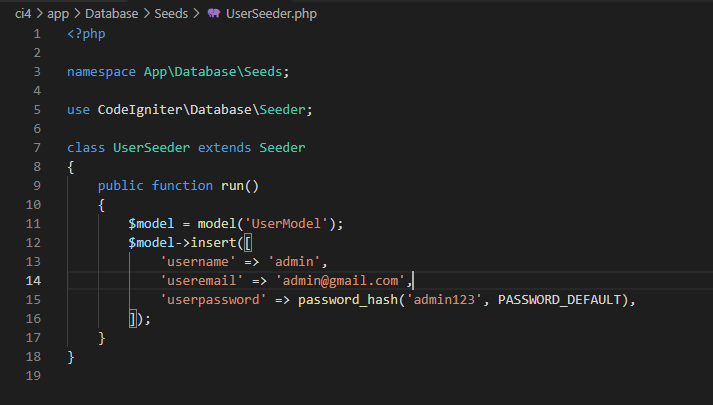 ci4 > app > Database > Seeds > UserSeeder.php
1 <?php
2
3 namespace App\Database\Seeds;
4
5 use CodeIgniter\Database\Seeder;
6
7 class UserSeeder extends Seeder
8 {
9     public function run()
10     {
11         $model = model('UserModel');
12         $model->insert([
13             'username' => 'admin',
14             'useremail' => 'admin@gmail.com',
15             'userpassword' => password_hash('admin123', PASSWORD_DEFAULT),
16         ]);
17     }
18 }
19